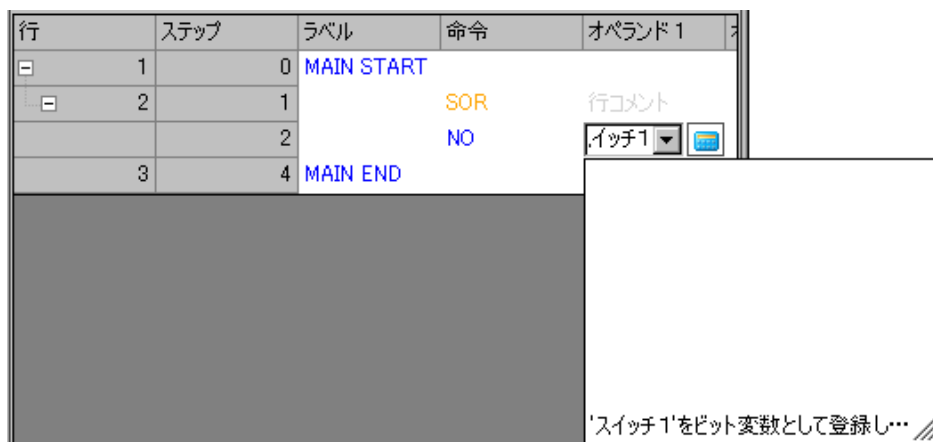 行 ステップ ラベル 命令 オペランド 1
1 0 MAIN START
2 1 SOR 行コメント
2 NO イッチ1
3 4 MAIN END
'スイッチ1'をビット変数として登録し…